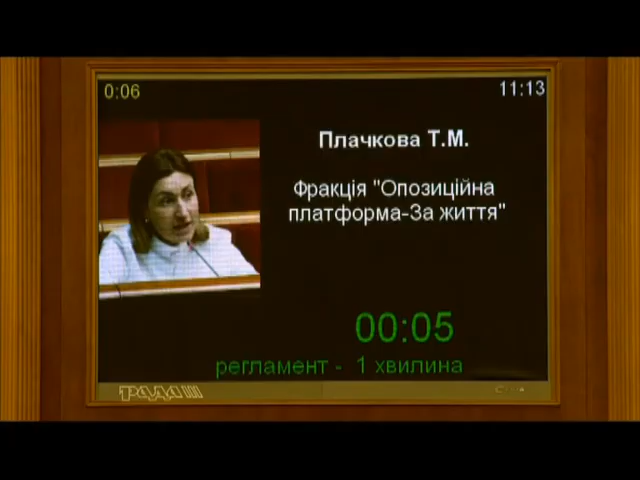 0:06
11:13
Плачкова Т.М.
Фракція "Опозиційна
платформа-За життя"
00:05
регламент - 1 хвилина
РАДА